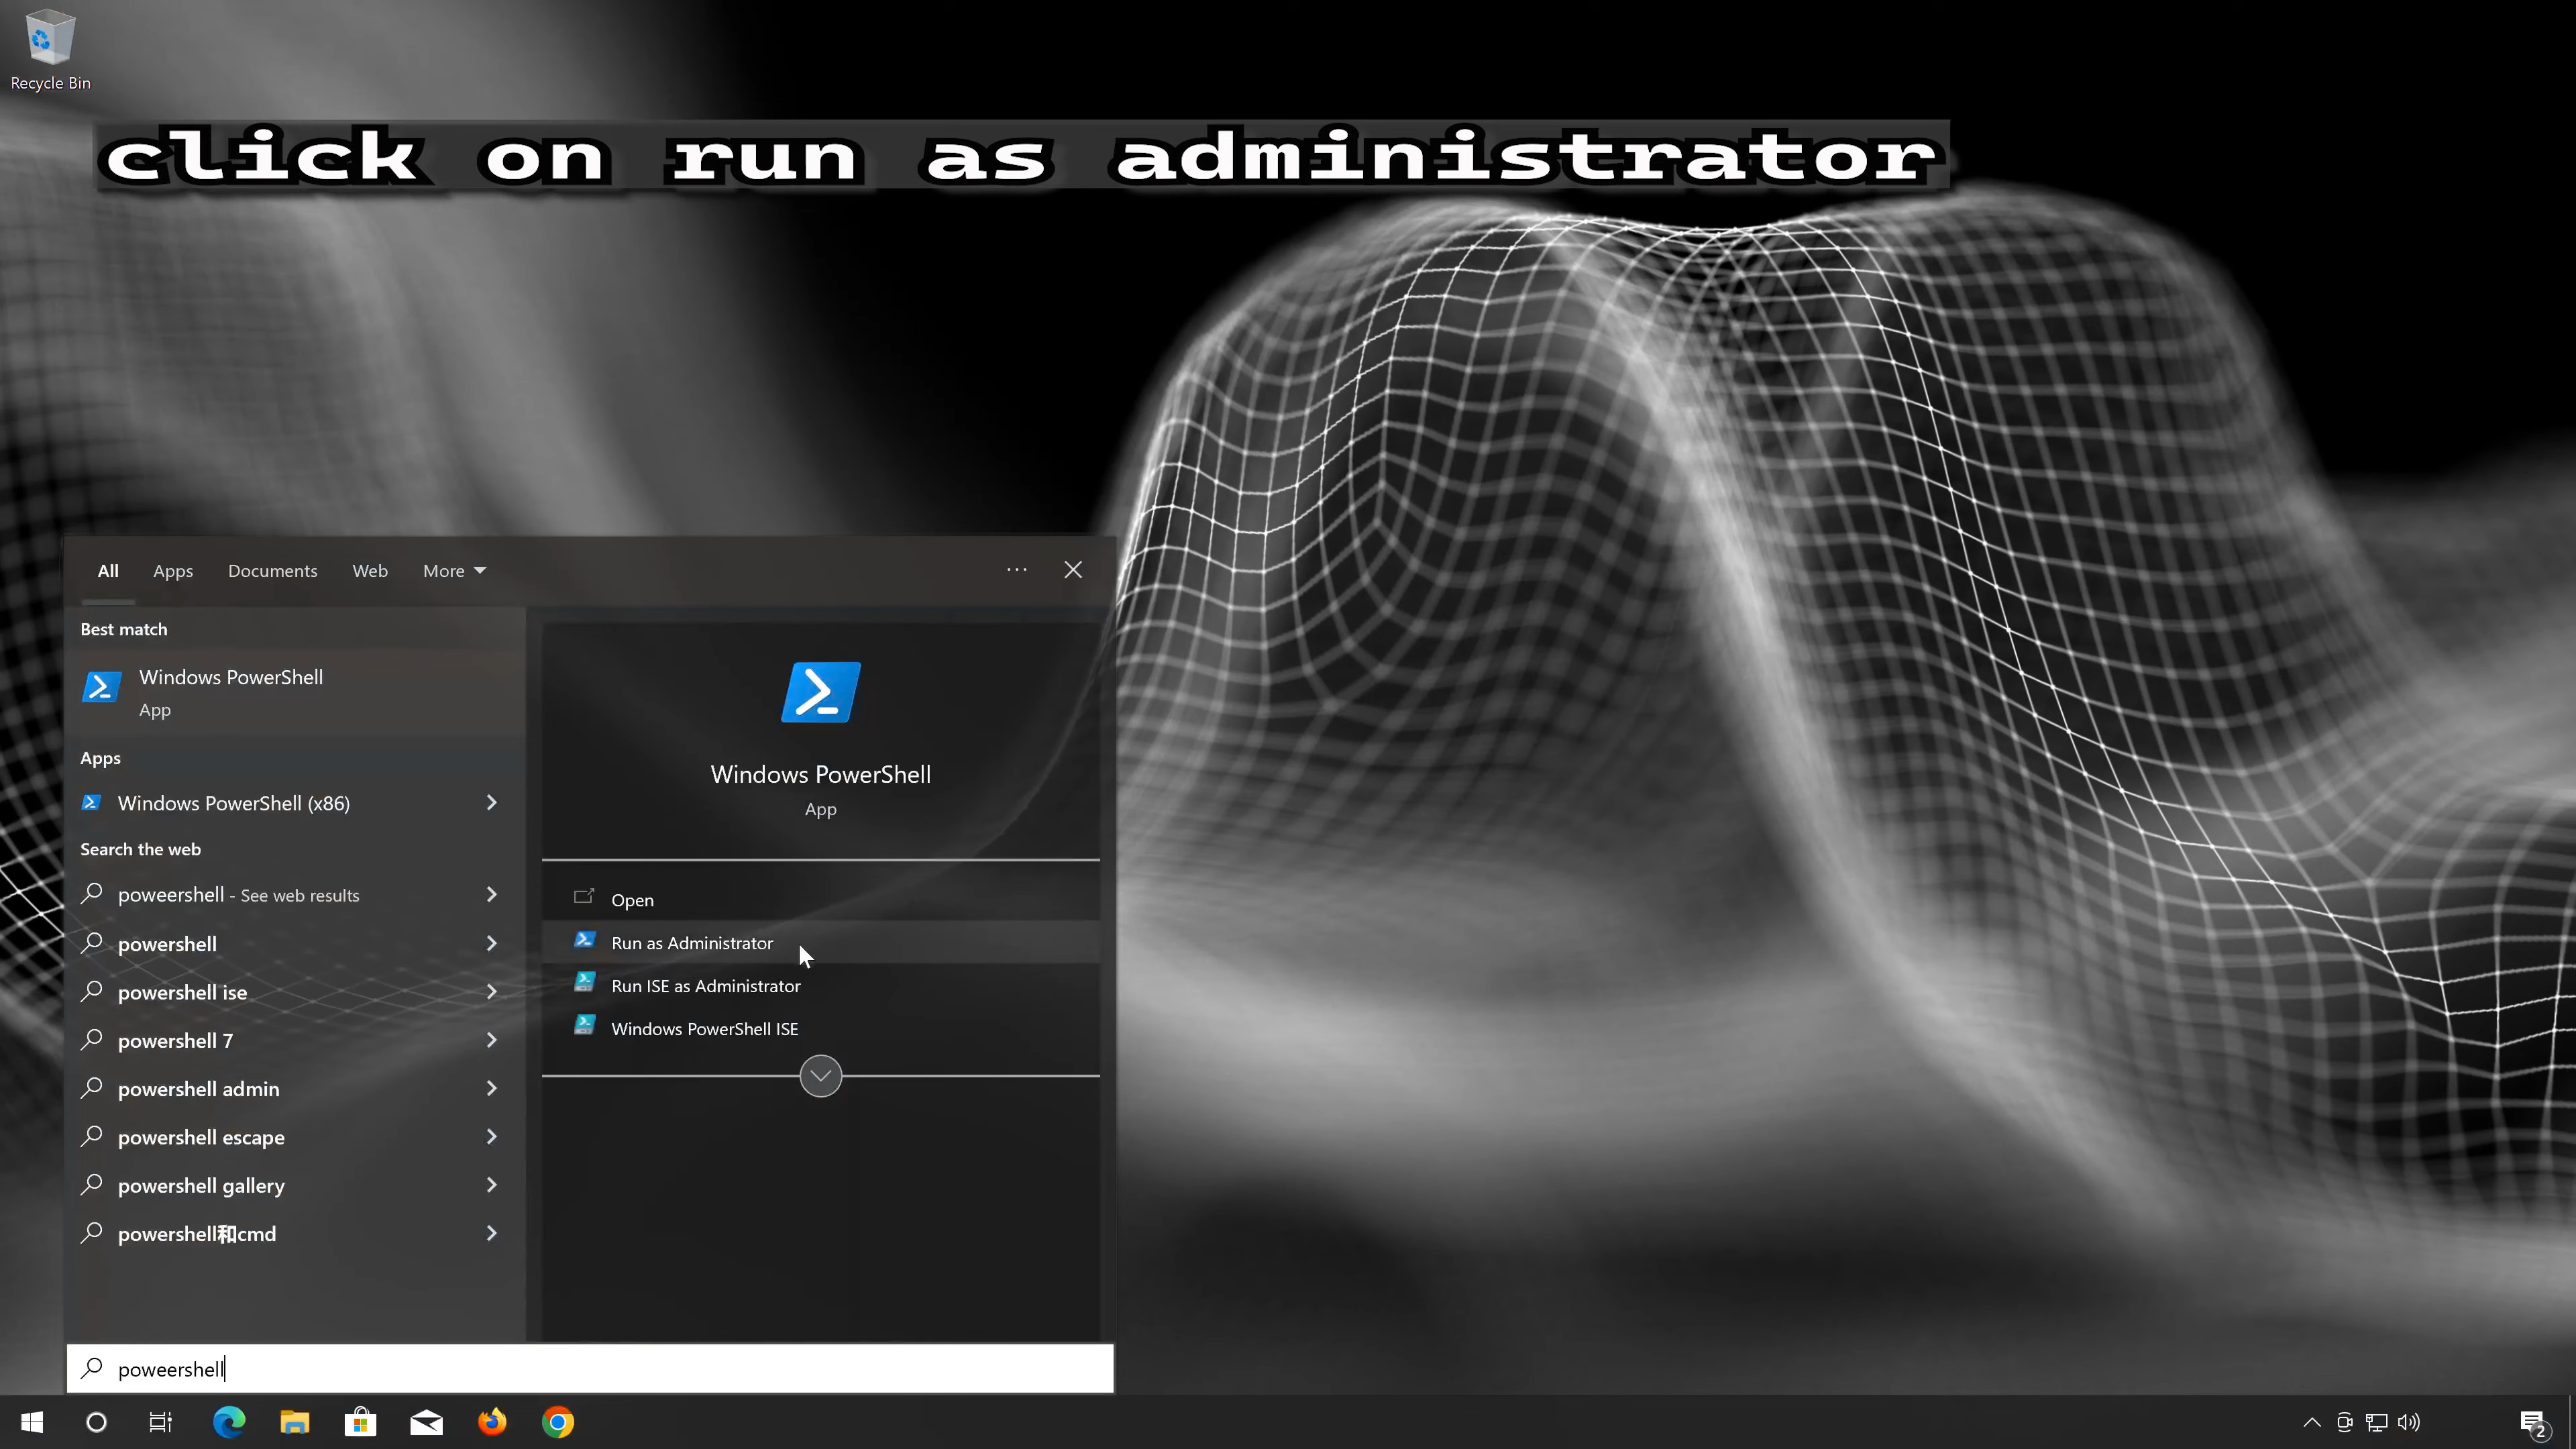 Recycle Bin
click on run as administrator
All Apps Documents Web More
Best match
Windows PowerShell
App
Apps
Windows PowerShell (x86)
Search the web
poweershell - See web results
powershell
powershell ise
powershell 7
powershell admin
powershell escape
powershell gallery
powershell和cmd
Windows PowerShell
App
Open
Run as Administrator
Run ISE as Administrator
Windows PowerShell ISE
poweershell
2